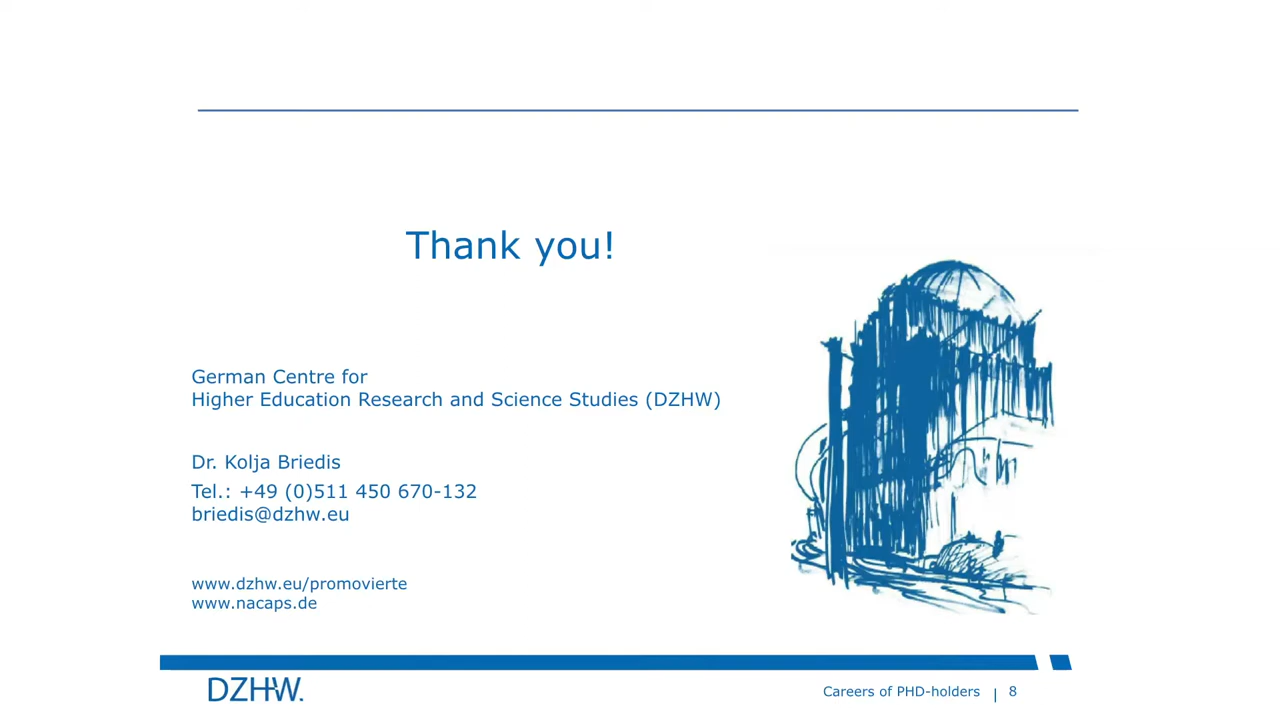 Thank you!
German Centre for
Higher Education Research and Science Studies (DZHW)
Dr. Kolja Briedis
Tel.: +49 (0)511 450 670-132
briedis@dzhw.eu
www.dzhw.eu/promovierte
www.nacaps.de
DZHW.
Careers of PHD-holders | 8